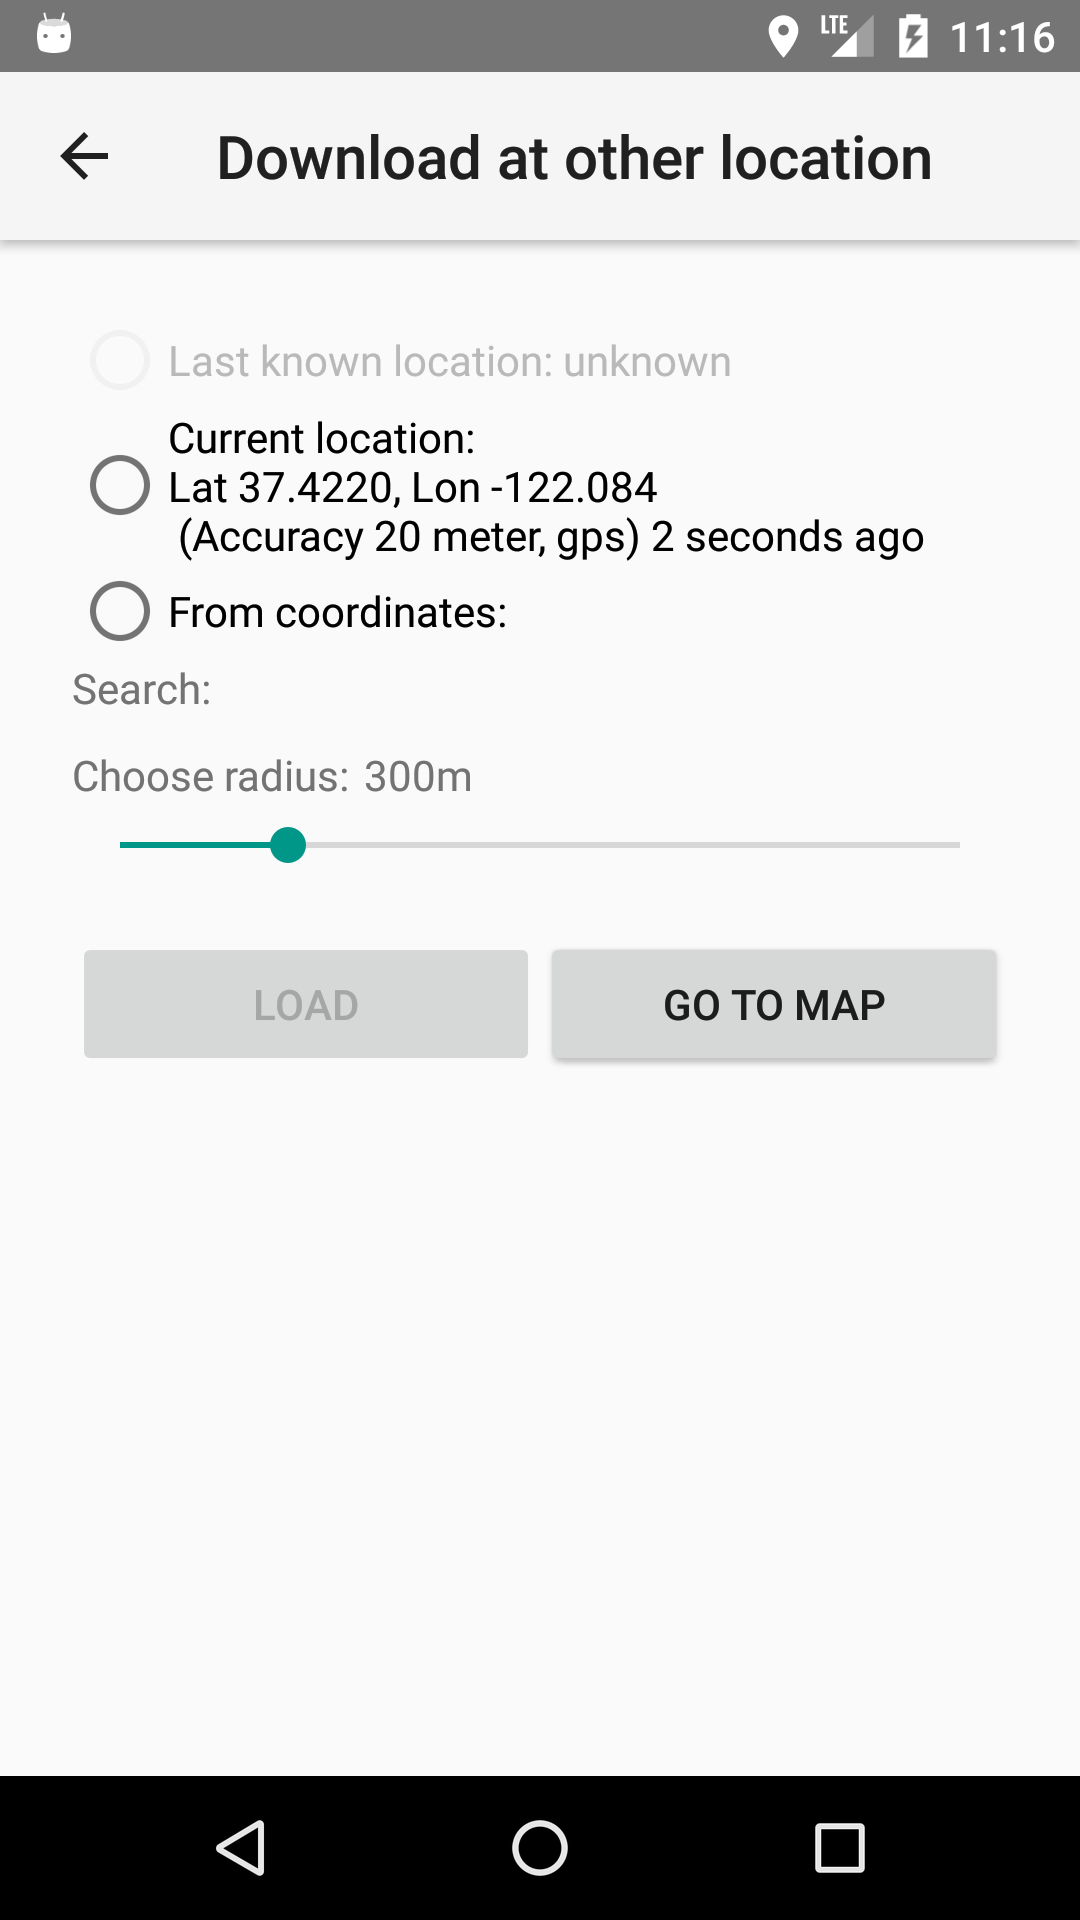 LTE 11:16
Download at other location
Last known location: unknown
Current location:
Lat 37.4220, Lon -122.084
(Accuracy 20 meter, gps) 2 seconds ago
From coordinates:
Search:
Choose radius: 300m
LOAD GO TO MAP